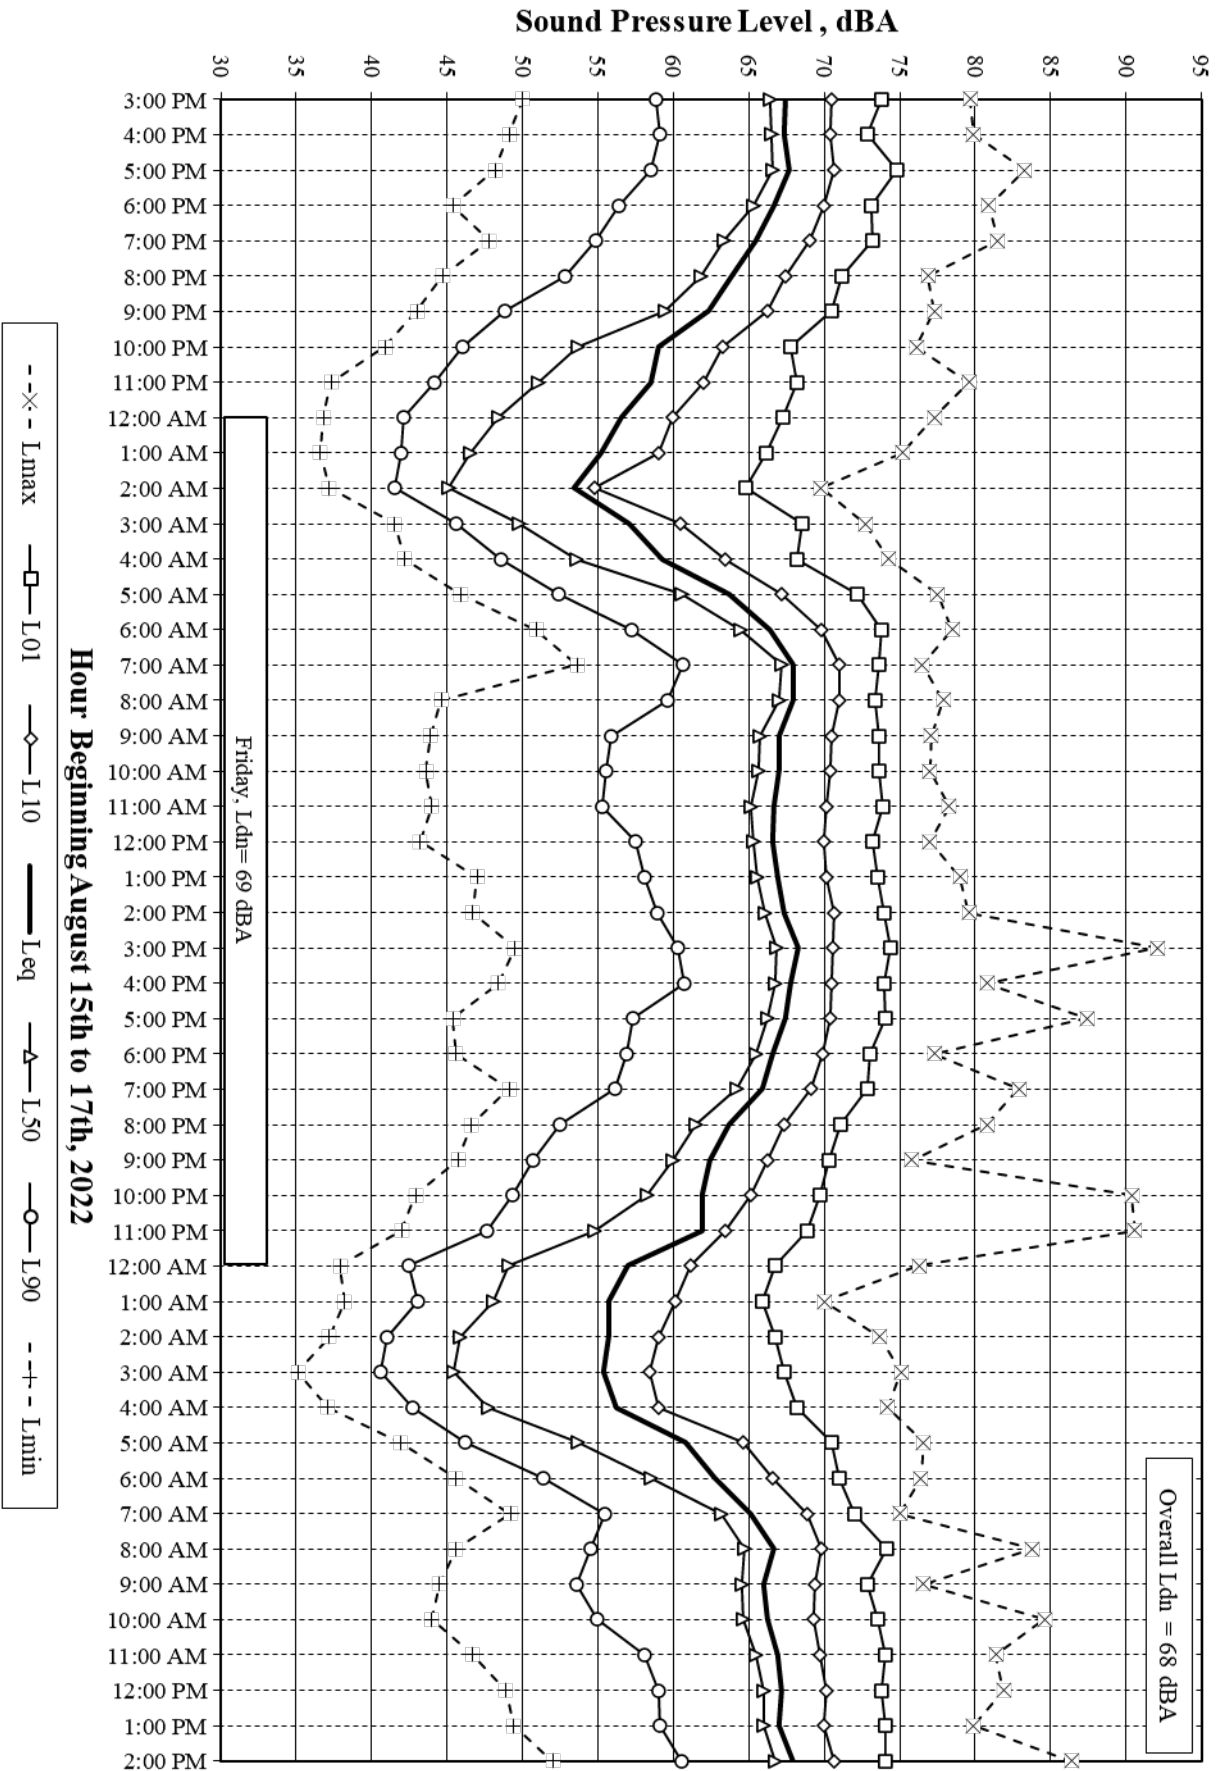 Sound Pressure Level , dBA
30 35 40 45 50 55 60 65 70 75 80 85 90 95
3:00 PM
4:00 PM
5:00 PM
6:00 PM
7:00 PM
8:00 PM
9:00 PM
10:00 PM
11:00 PM
12:00 AM
1:00 AM
2:00 AM
3:00 AM
4:00 AM
5:00 AM
6:00 AM
7:00 AM
8:00 AM
9:00 AM
10:00 AM
11:00 AM
12:00 PM
1:00 PM
2:00 PM
3:00 PM
4:00 PM
5:00 PM
6:00 PM
7:00 PM
8:00 PM
9:00 PM
10:00 PM
11:00 PM
12:00 AM
1:00 AM
2:00 AM
3:00 AM
4:00 AM
5:00 AM
6:00 AM
7:00 AM
8:00 AM
9:00 AM
10:00 AM
11:00 AM
12:00 PM
1:00 PM
2:00 PM
Overall Ldn = 68 dBA
Friday, Ldn= 69 dBA
Hour Beginning August 15th to 17th, 2022
Lmax L01 L10 Leq L50 L90 Lmin